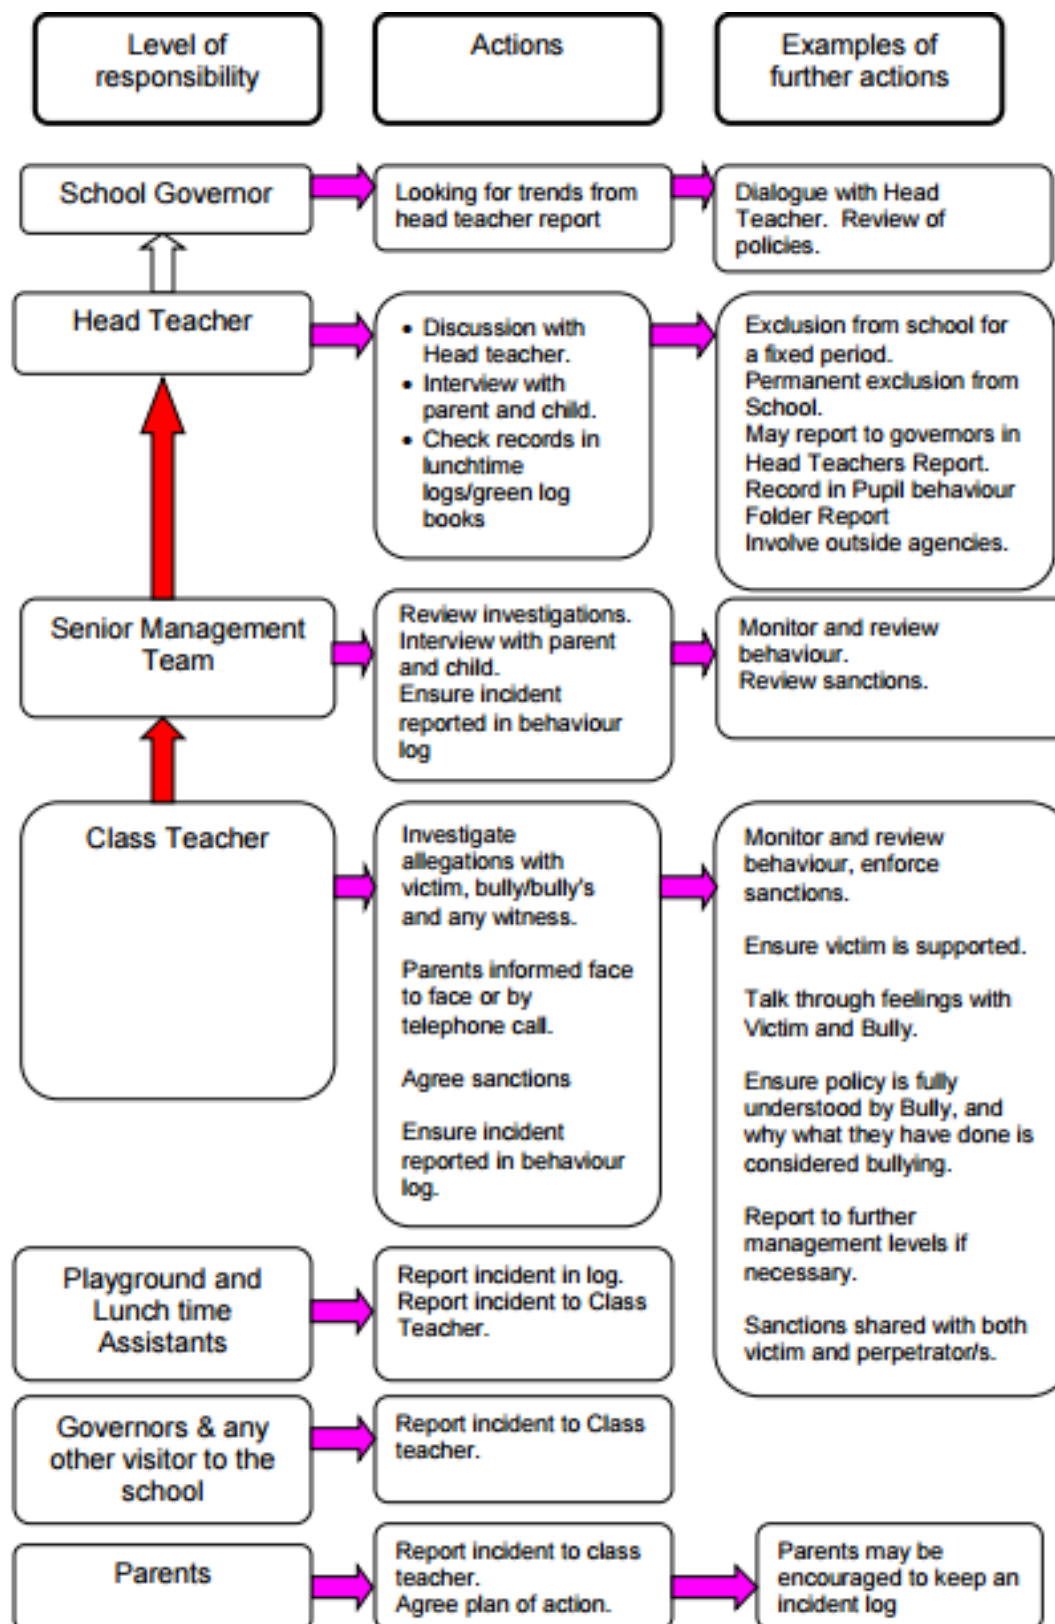 Level of
responsibility
Actions
Examples of
further actions
School Governor
Looking for trends from
head teacher report
Dialogue with Head
Teacher.  Review of
policies.
Head Teacher
• Discussion with
Head teacher.
• Interview with
parent and child.
• Check records in
lunchtime
logs/green log
books
Exclusion from school for
a fixed period.
Permanent exclusion from
School.
May report to governors in
Head Teachers Report.
Record in Pupil behaviour
Folder Report
Involve outside agencies.
Senior Management
Team
Review investigations.
Interview with parent
and child.
Ensure incident
reported in behaviour
log
Monitor and review
behaviour.
Review sanctions.
Class Teacher
Investigate
allegations with
victim, bully/bully's
and any witness.
Parents informed face
to face or by
telephone call.
Agree sanctions
Ensure incident
reported in behaviour
log.
Monitor and review
behaviour, enforce
sanctions.
Ensure victim is supported.
Talk through feelings with
Victim and Bully.
Ensure policy is fully
understood by Bully, and
why what they have done is
considered bullying.
Report to further
management levels if
necessary.
Sanctions shared with both
victim and perpetrator/s.
Playground and
Lunch time
Assistants
Report incident in log.
Report incident to Class
Teacher.
Governors & any
other visitor to the
school
Report incident to Class
teacher.
Parents
Report incident to class
teacher.
Agree plan of action.
Parents may be
encouraged to keep an
incident log